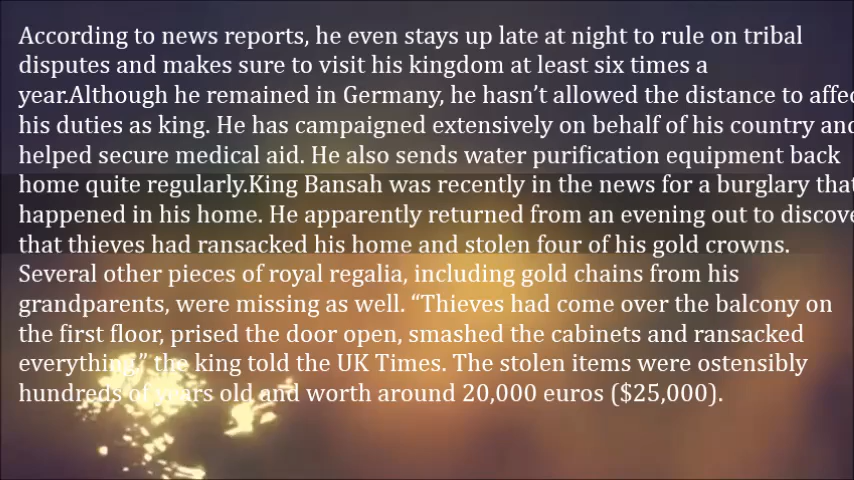 According to news reports, he even stays up late at night to rule on tribal
disputes and makes sure to visit his kingdom at least six times a
year.Although he remained in Germany, he hasn’t allowed the distance to affec
his duties as king. He has campaigned extensively on behalf of his country and
helped secure medical aid. He also sends water purification equipment back
home quite regularly.King Bansah was recently in the news for a burglary that
happened in his home. He apparently returned from an evening out to discove
that thieves had ransacked his home and stolen four of his gold crowns.
Several other pieces of royal regalia, including gold chains from his
grandparents, were missing as well. “Thieves had come over the balcony on
the first floor, prised the door open, smashed the cabinets and ransacked
everything,” the king told the UK Times. The stolen items were ostensibly
hundreds of years old and worth around 20,000 euros ($25,000).